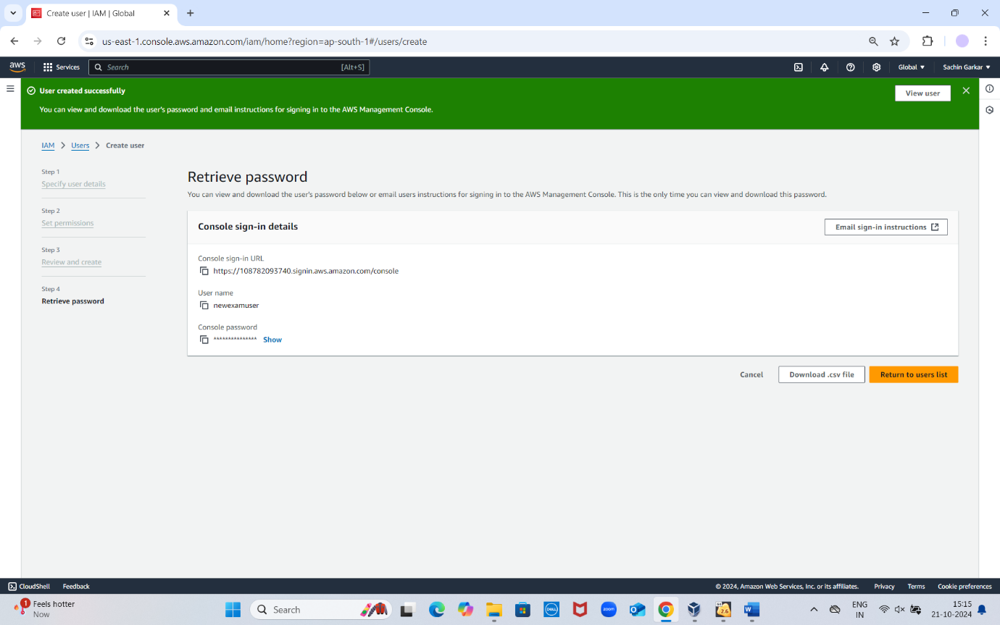 Create user | IAM | Global
us-east-1.console.aws.amazon.com/iam/home?region=ap-south-1#/users/create
aws
Services
Search
[Alt+S]
Global
Sachin Garkar
User created successfully
View user
You can view and download the user's password and email instructions for signing in to the AWS Management Console.
IAM
Users
Create user
Step 1
Specify user details
Step 2
Set permissions
Step 3
Review and create
Step 4
Retrieve password
Retrieve password
You can view and download the user's password below or email users instructions for signing in to the AWS Management Console. This is the only time you can view and download this password.
Console sign-in details
Email sign-in instructions
Console sign-in URL
https://108782093740.signin.aws.amazon.com/console
User name
newexamuser
Console password
*************** Show
Cancel
Download .csv file
Return to users list
CloudShell
Feedback
© 2024, Amazon Web Services, Inc. or its affiliates.
Privacy
Terms
Cookie preferences
1
Feels hotter
Now
Search
DELL
zoom
2.6
W
ENG
IN
15:15
21-10-2024